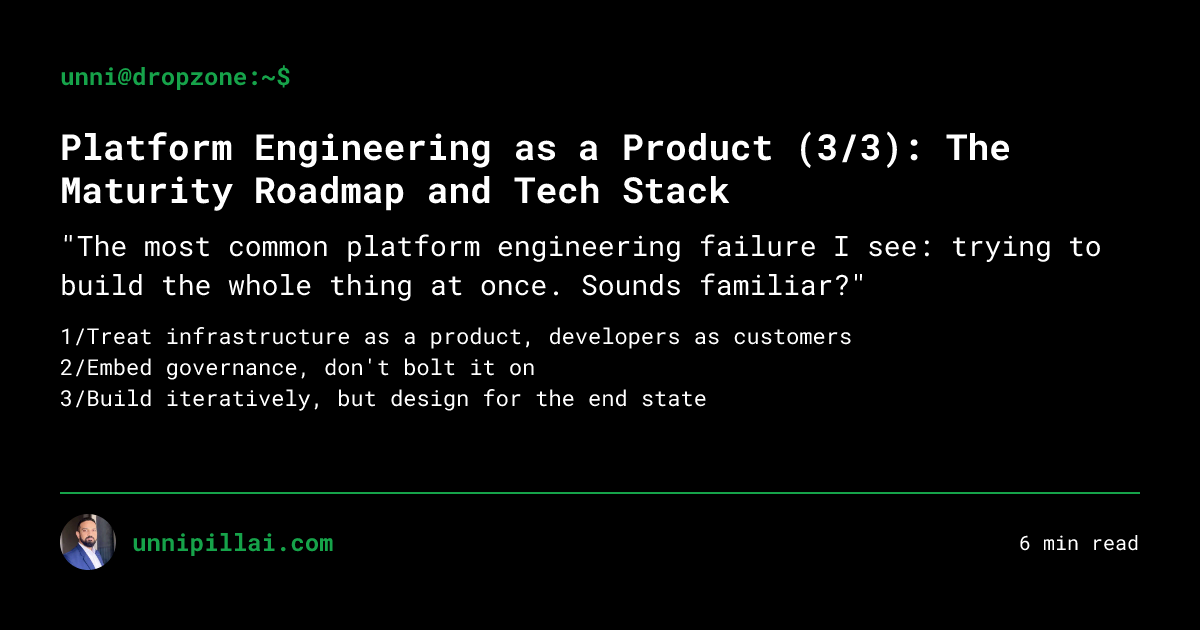 unni@dropzone:~$
Platform Engineering as a Product (3/3): The
Maturity Roadmap and Tech Stack
"The most common platform engineering failure I see: trying to
build the whole thing at once. Sounds familiar?"
1/Treat infrastructure as a product, developers as customers
2/Embed governance, don't bolt it on
3/Build iteratively, but design for the end state
unnipillai.com
6 min read